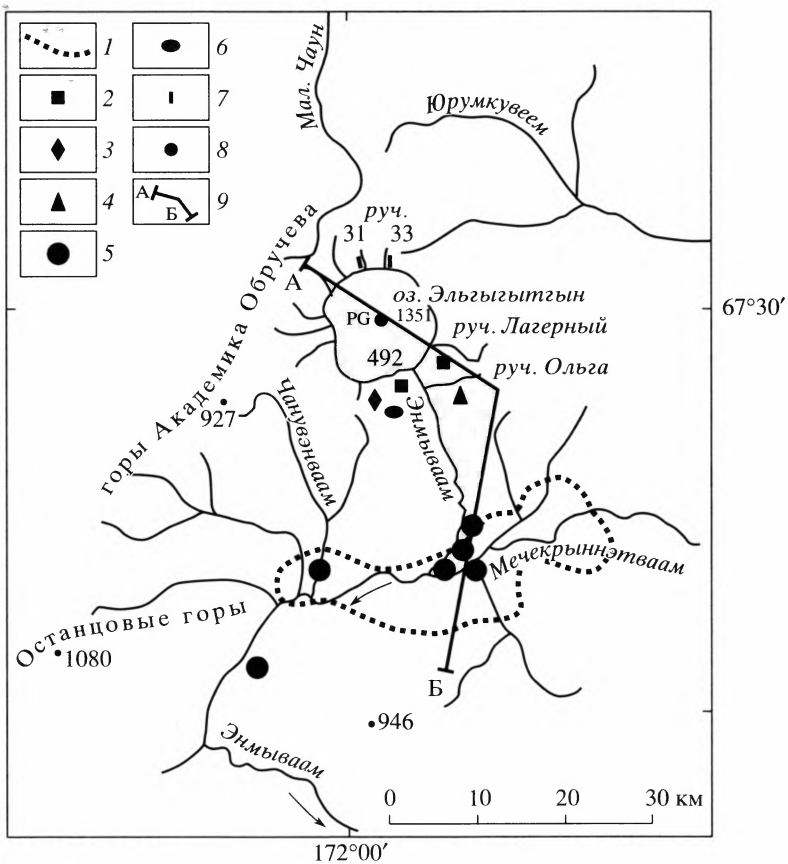 1
2
3
4
5
6
7
8
А
Б
9
Мал. Чаун
Юрумкувеем
руч.
31
33
А
горы Академика Обручева
оз. Эльгыгытгын
PG
1351
руч. Лагерный
67°30′
492
руч. Ольга
927
Чанувэнваам
Энмываам
Мечекрыннэтваам
Останцовые горы
1080
Б
946
Энмываам
0 10 20 30 км
172°00′